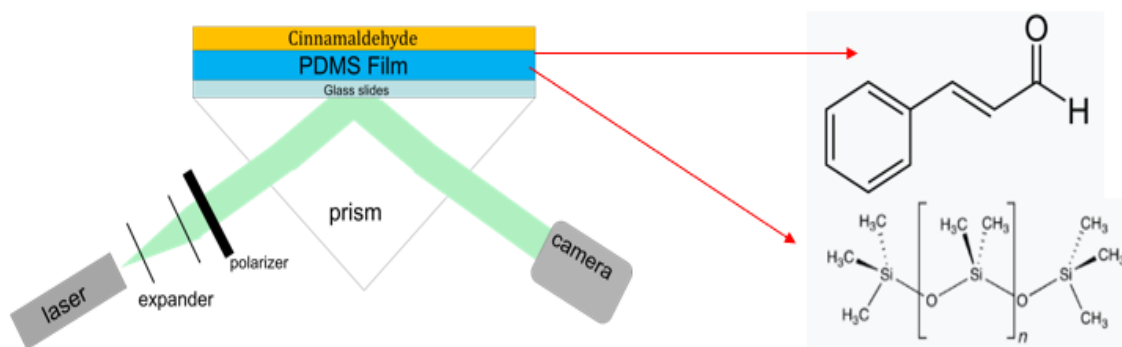 Cinnamaldehyde
PDMS Film
Glass slides
prism
laser
expander
polarizer
camera
O
H
H₃C
CH₃
H₃C
CH₃
H₃C
Si
Si
Si
CH₃
H₃C
O
O
CH₃
n